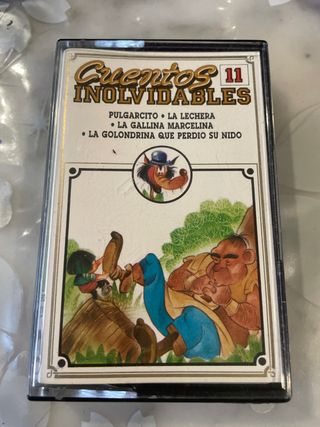 Cuentos 11
INOLVIDABLES
PULGARCITO • LA LECHERA
• LA GALLINA MARCELINA
• LA GOLONDRINA QUE PERDIO SU NIDO